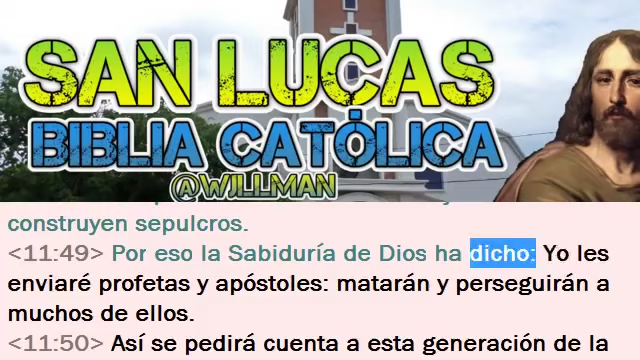 SAN LUCAS
BIBLIA CATÓLICA
@WJLLMAN
construyen sepulcros.
<11:49> Por eso la Sabiduría de Dios ha dicho: Yo les
enviaré profetas y apóstoles: matarán y perseguirán a
muchos de ellos.
<11:50> Así se pedirá cuenta a esta generación de la